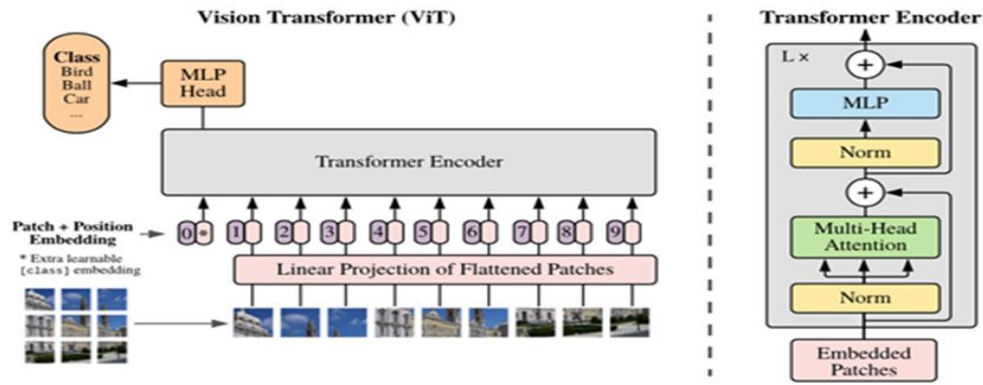 Vision Transformer (ViT)
Class
Bird
Ball
Car
...
MLP
Head
Transformer Encoder
Patch + Position
Embedding
* Extra learnable
[class] embedding
0 * 1 2 3 4 5 6 7 8 9
Linear Projection of Flattened Patches
Transformer Encoder
L ×
+
MLP
Norm
+
Multi-Head
Attention
Norm
Embedded
Patches